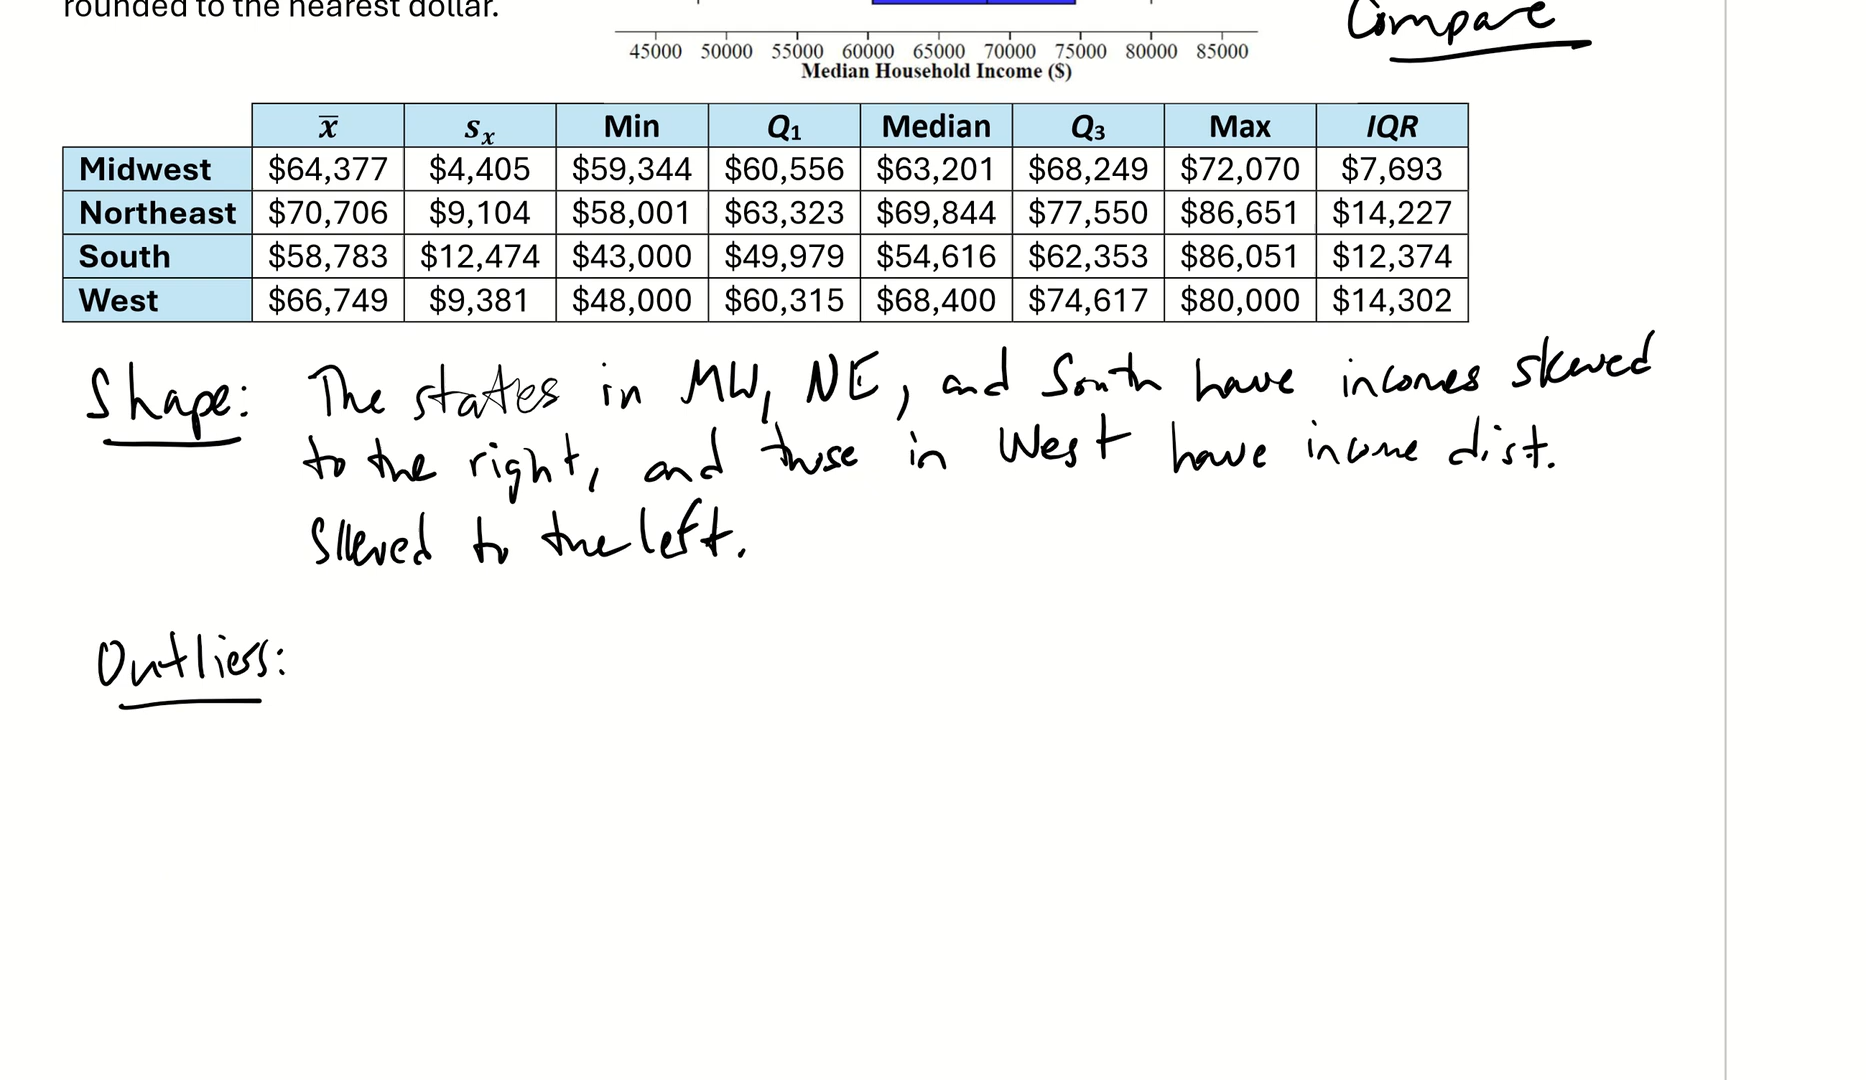 rounded to the nearest dollar.
Compare
45000 50000 55000 60000 65000 70000 75000 80000 85000
Median Household Income ($)
x̄ sₓ Min Q₁ Median Q₃ Max IQR
Midwest $64,377 $4,405 $59,344 $60,556 $63,201 $68,249 $72,070 $7,693
Northeast $70,706 $9,104 $58,001 $63,323 $69,844 $77,550 $86,651 $14,227
South $58,783 $12,474 $43,000 $49,979 $54,616 $62,353 $86,051 $12,374
West $66,749 $9,381 $48,000 $60,315 $68,400 $74,617 $80,000 $14,302
Shape: The states in MW, NE, and South have incomes skewed
to the right, and those in West have income dist.
skewed to the left.
Outliers: